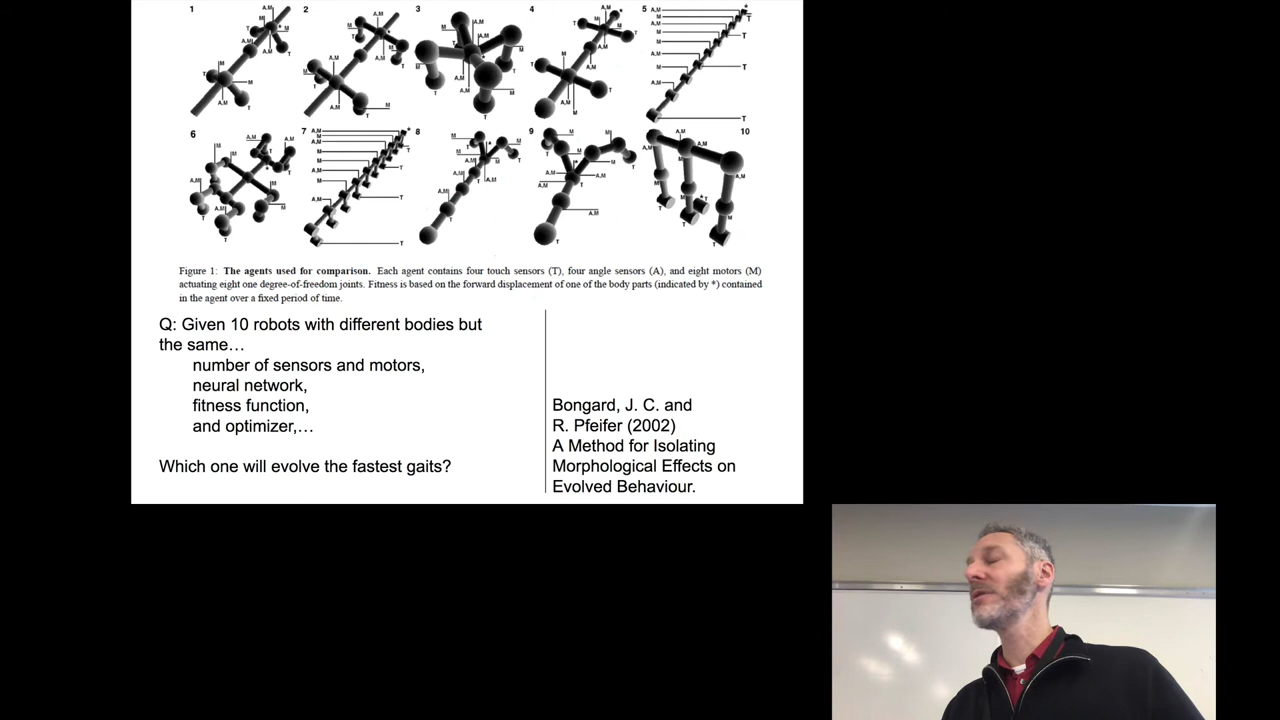 1 2 3 4 5
6 7 8 9 10
Figure 1: The agents used for comparison. Each agent contains four touch sensors (T), four angle sensors (A), and eight motors (M)
actuating eight one degree-of-freedom joints. Fitness is based on the forward displacement of one of the body parts (indicated by *) contained
in the agent over a fixed period of time.
Q: Given 10 robots with different bodies but
the same…
number of sensors and motors,
neural network,
fitness function,
and optimizer,…
Which one will evolve the fastest gaits?
Bongard, J. C. and
R. Pfeifer (2002)
A Method for Isolating
Morphological Effects on
Evolved Behaviour.